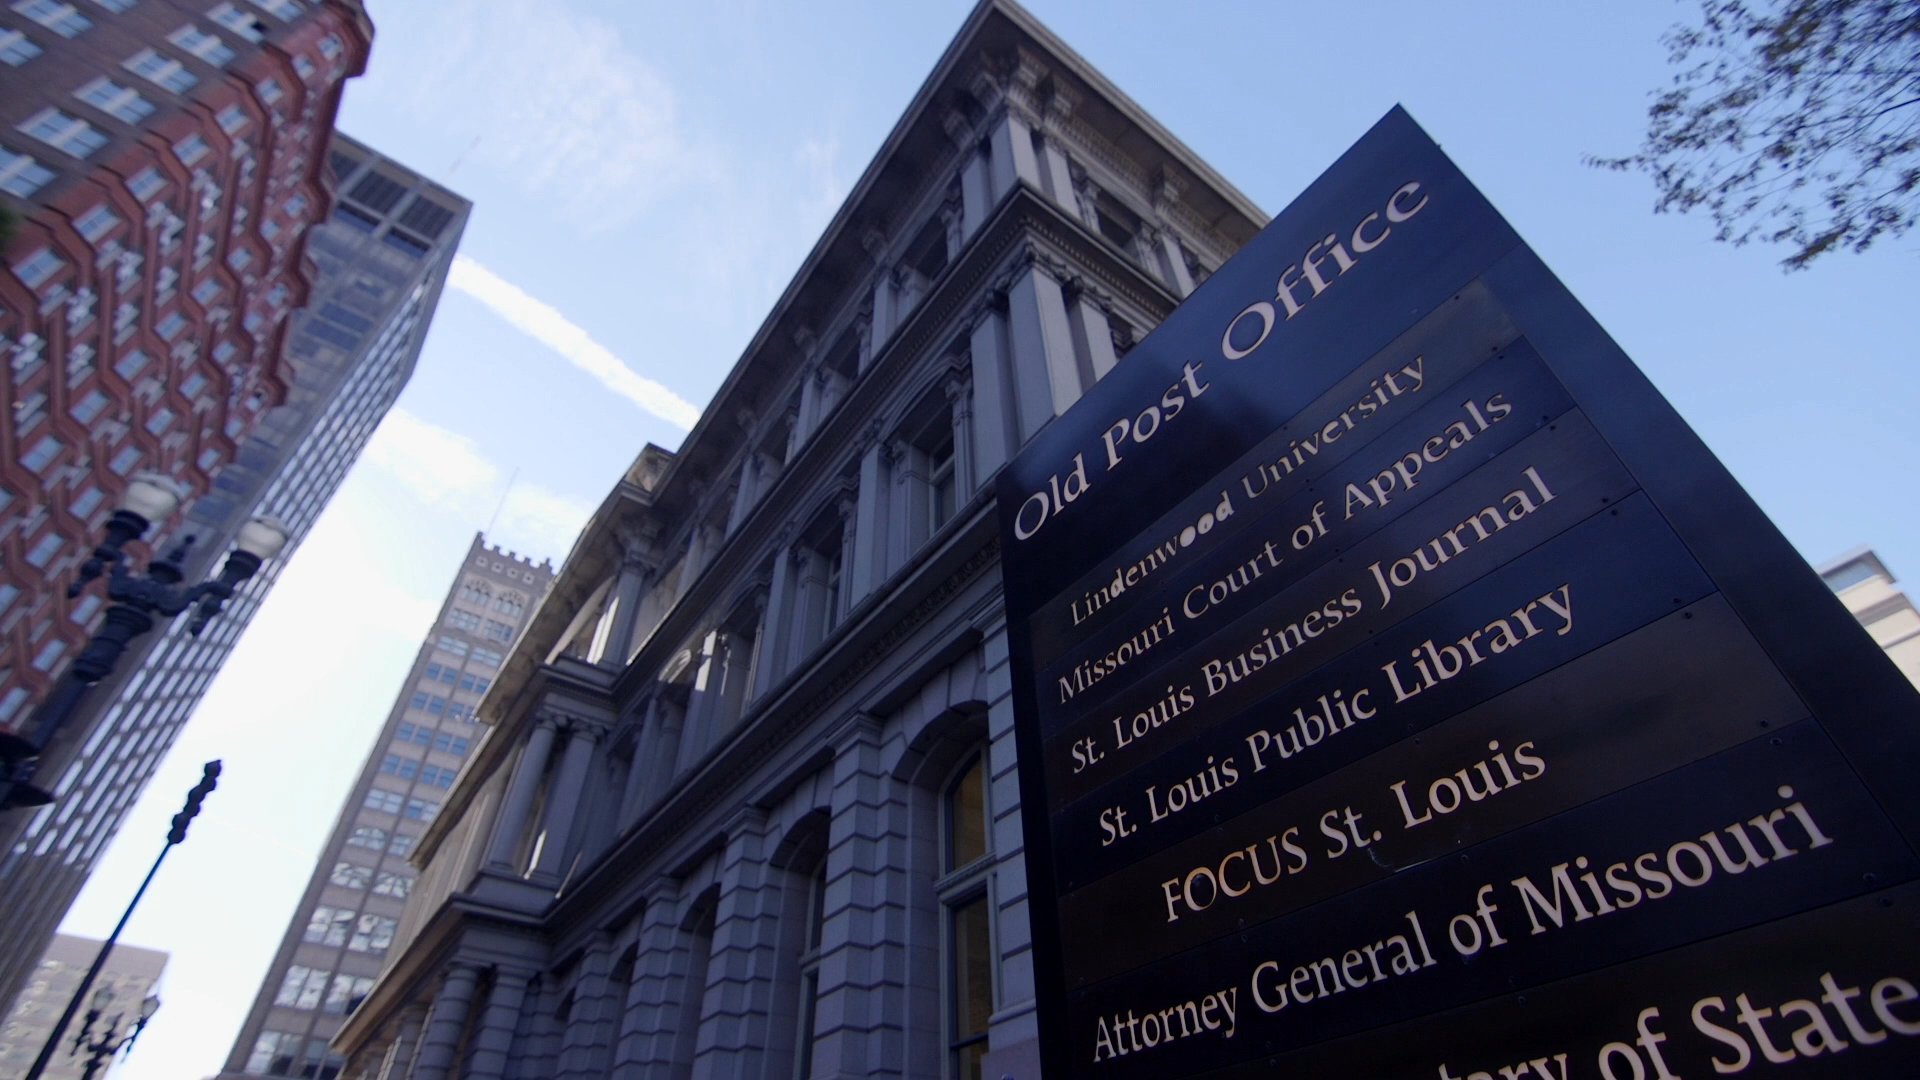 Old Post Office
Lindenwood University
Missouri Court of Appeals
St. Louis Business Journal
St. Louis Public Library
FOCUS St. Louis
Attorney General of Missouri
of State